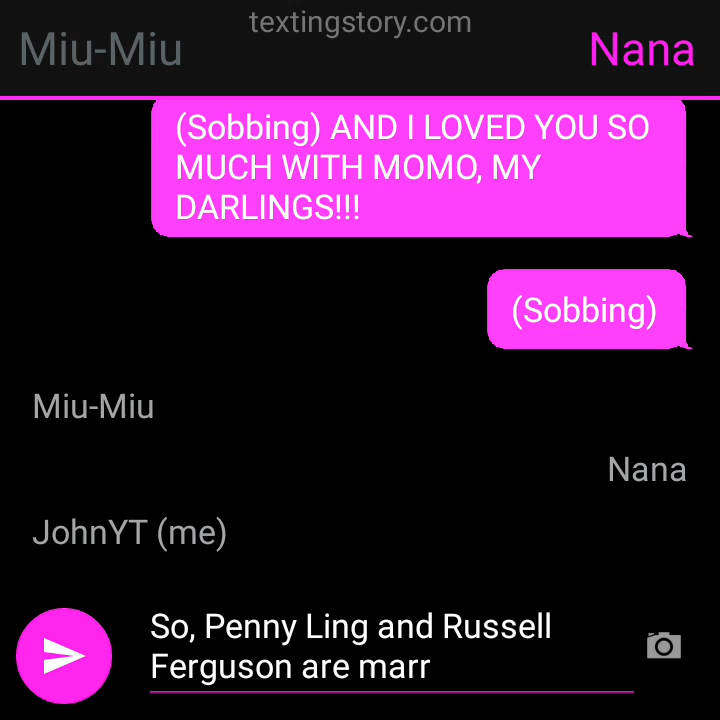 textingstory.com
Miu-Miu
Nana
(Sobbing) AND I LOVED YOU SO
MUCH WITH MOMO, MY
DARLINGS!!!
(Sobbing)
Miu-Miu
Nana
JohnYT (me)
So, Penny Ling and Russell
Ferguson are marr